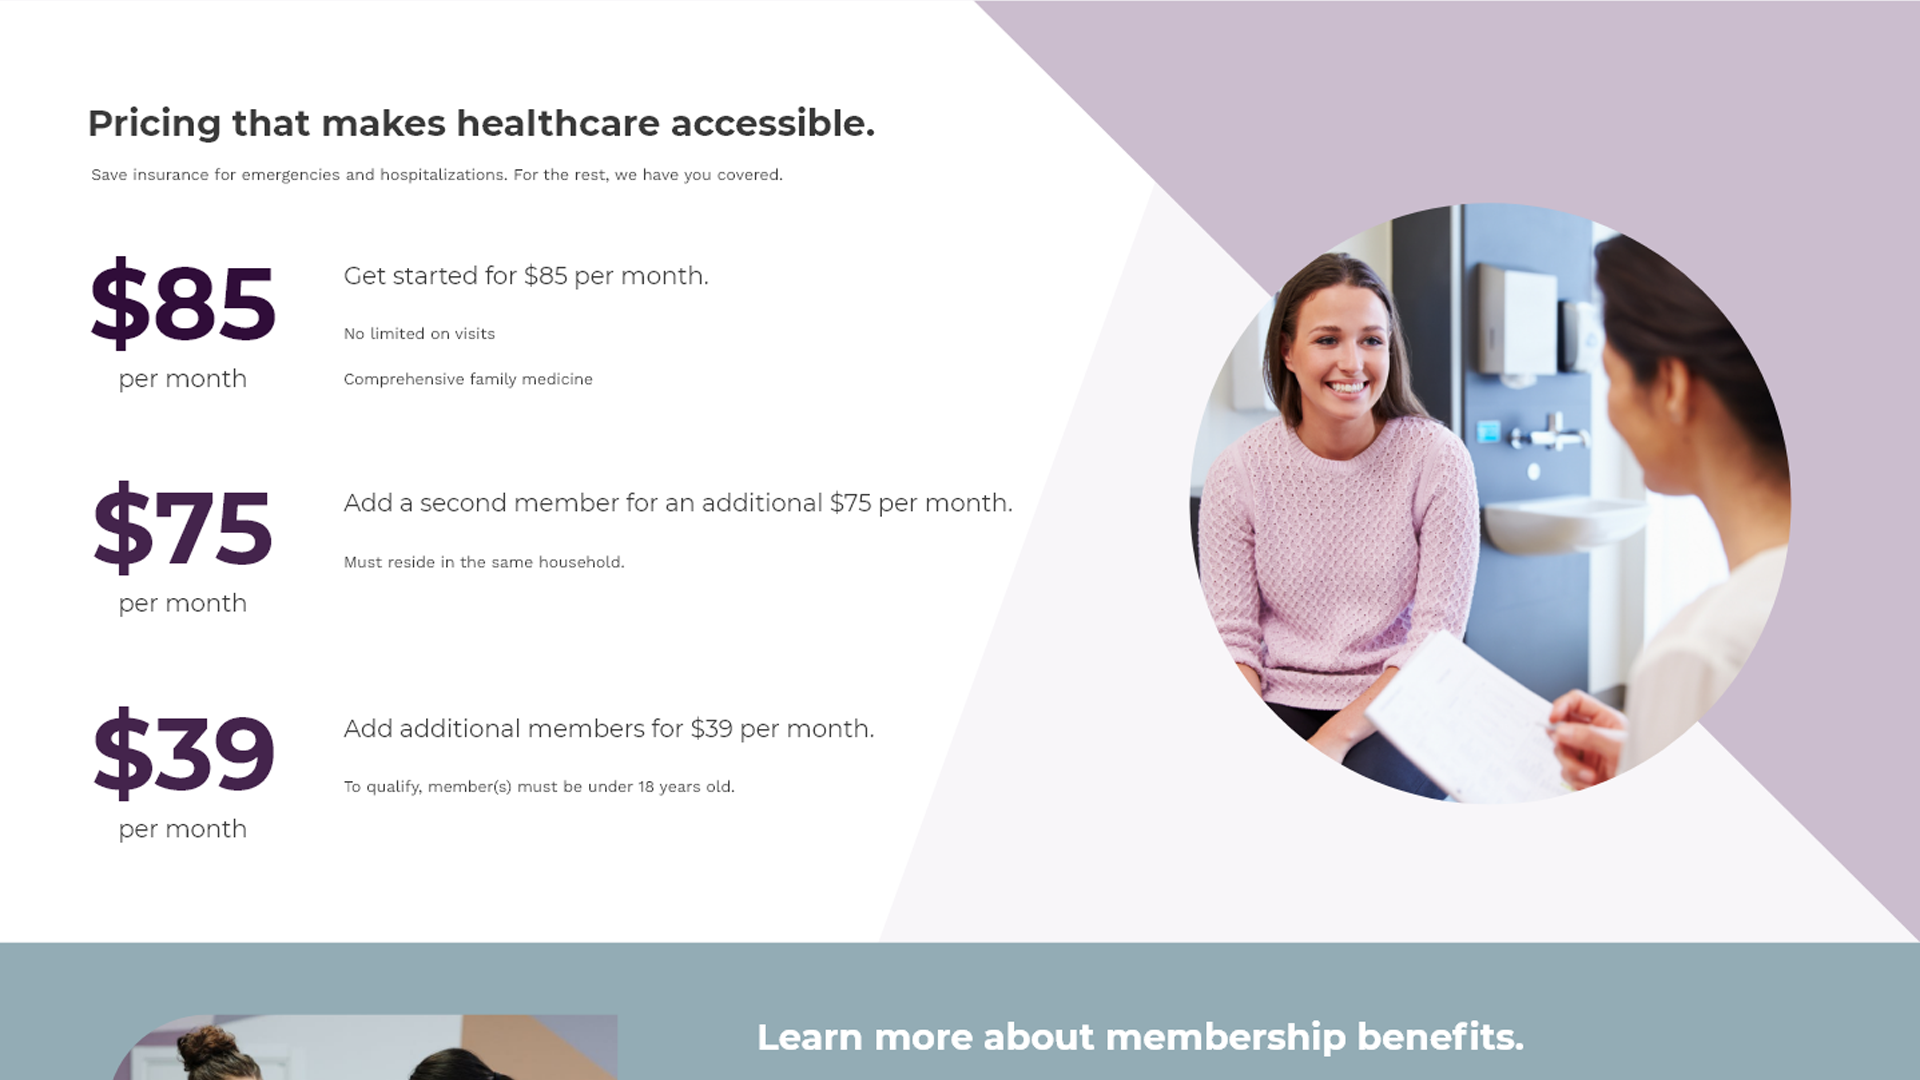 Pricing that makes healthcare accessible.
Save insurance for emergencies and hospitalizations. For the rest, we have you covered.
$85
per month
Get started for $85 per month.
No limited on visits
Comprehensive family medicine
$75
per month
Add a second member for an additional $75 per month.
Must reside in the same household.
$39
per month
Add additional members for $39 per month.
To qualify, member(s) must be under 18 years old.
Learn more about membership benefits.